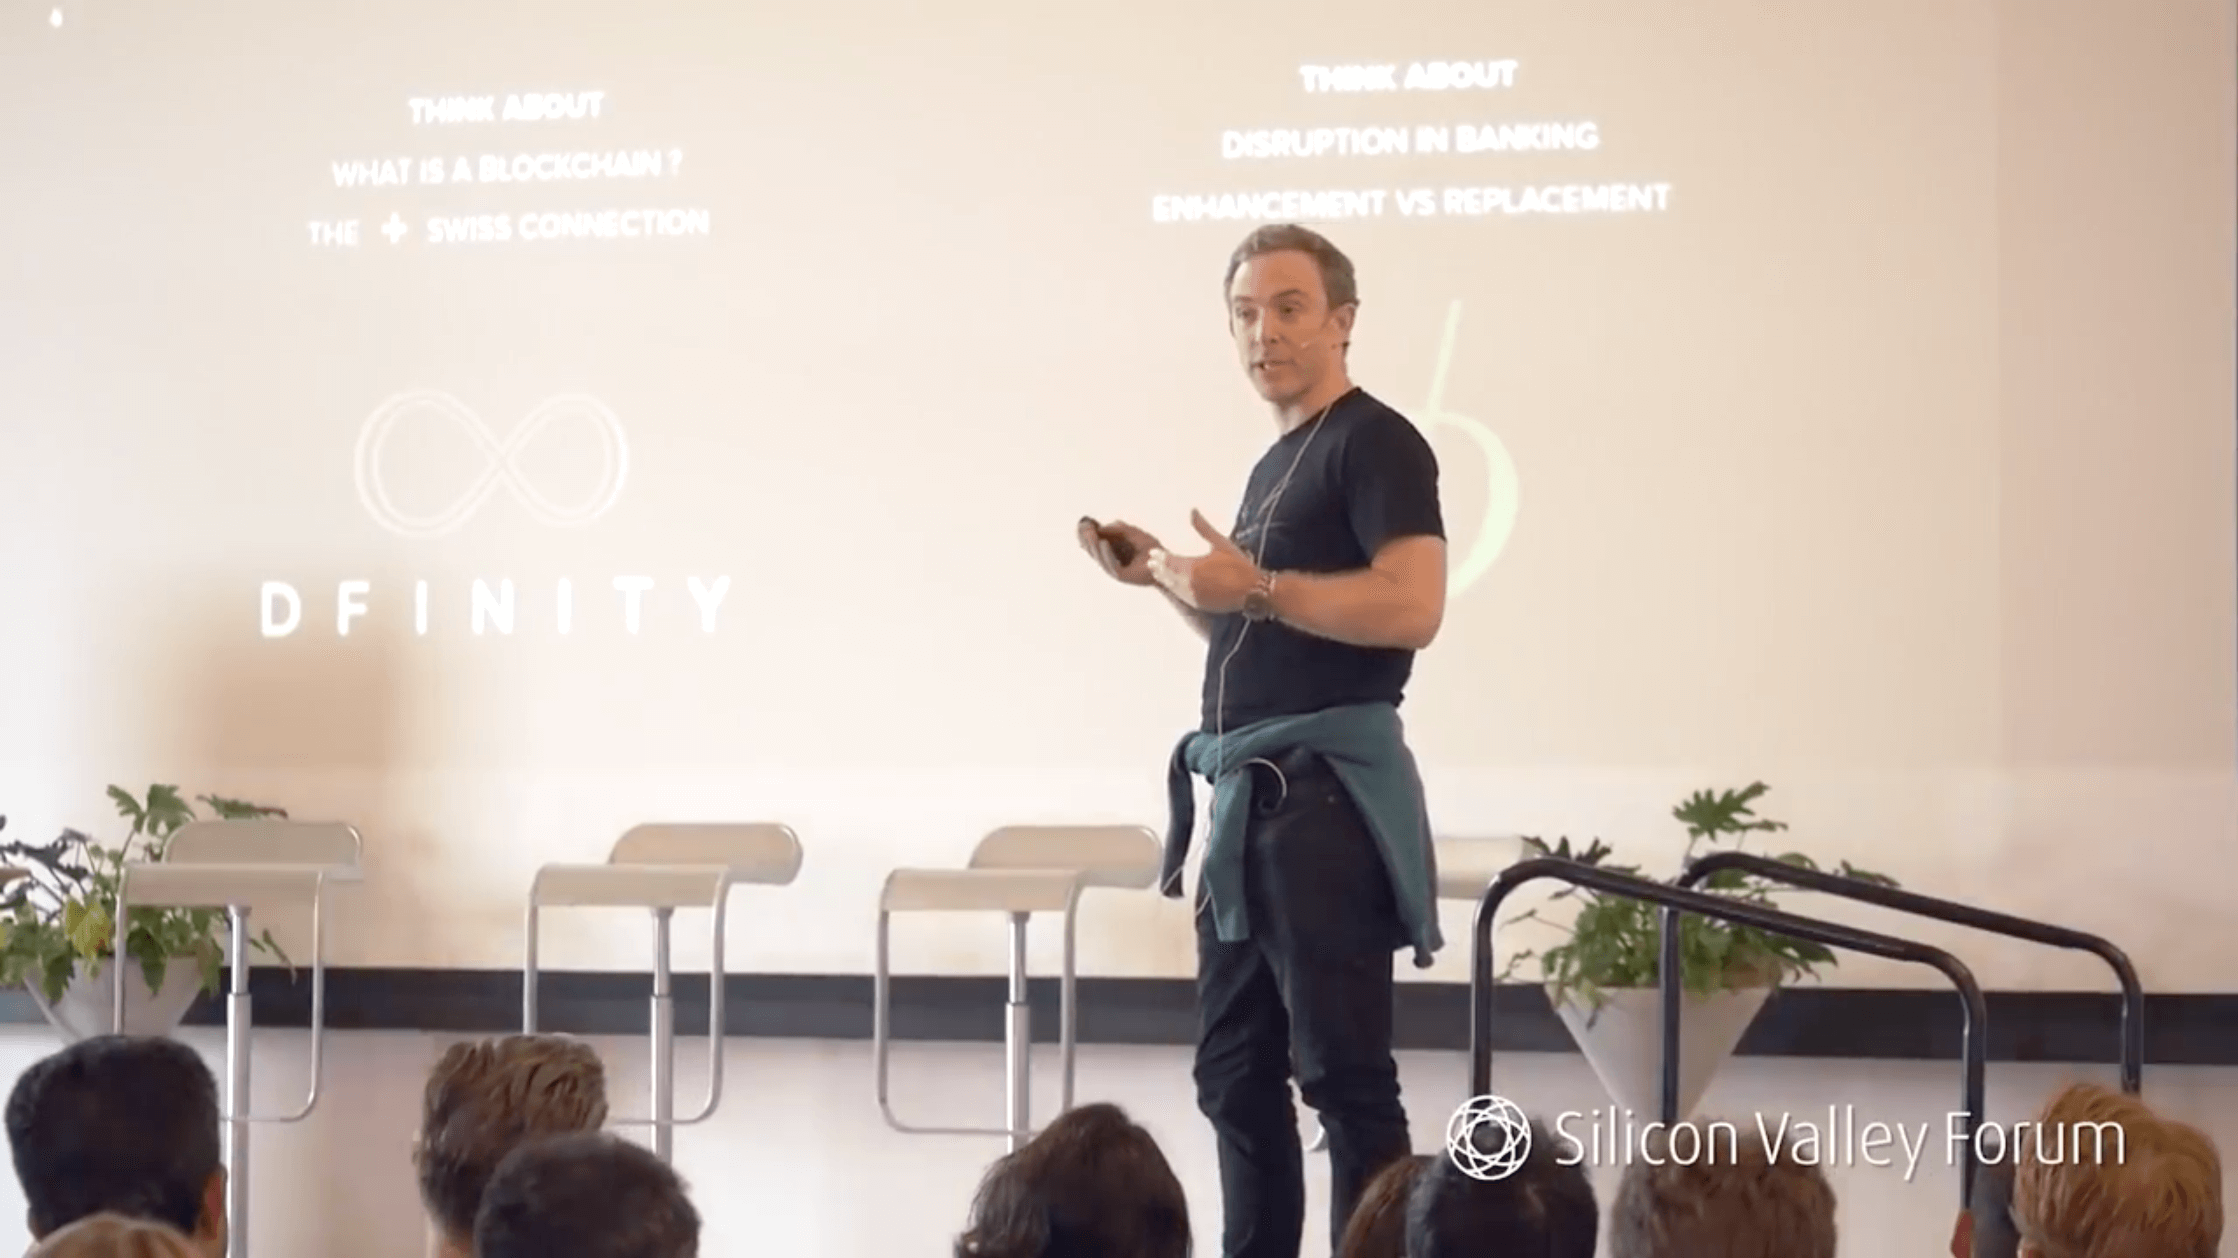 THINK ABOUT
WHAT IS A BLOCKCHAIN ?
THE + SWISS CONNECTION
DFINITY
THINK ABOUT
DISRUPTION IN BANKING
ENHANCEMENT VS REPLACEMENT
Silicon Valley Forum